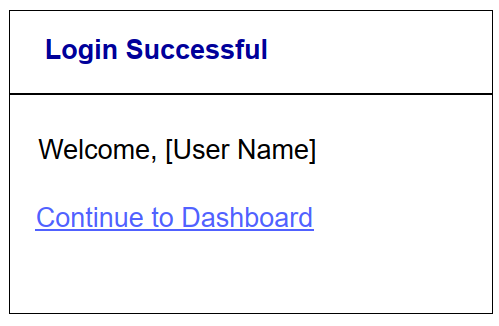 Login Successful
Welcome, [User Name]
Continue to Dashboard